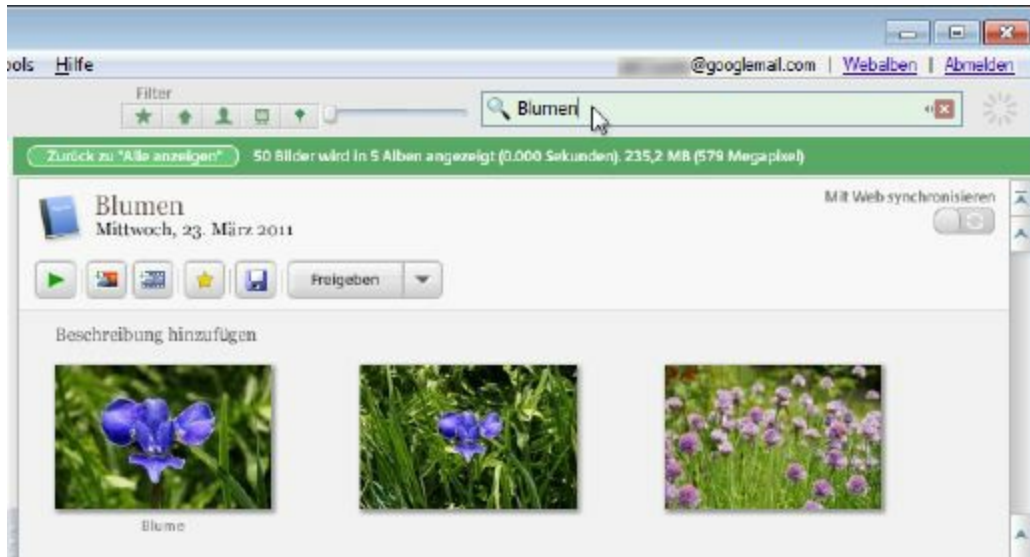 ools Hilfe
@googlemail.com | Webalben | Abmelden
Filter
Blumen
Zurück zu "Alle anzeigen" 50 Bilder wird in 5 Alben angezeigt (0.000 Sekunden). 235,2 MB (579 Megapixel)
Blumen
Mittwoch, 23. März 2011
Mit Web synchronisieren
Freigeben
Beschreibung hinzufügen
Blume